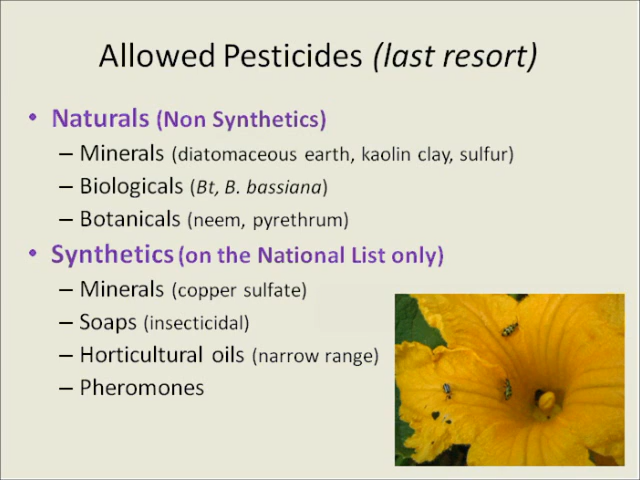 Allowed Pesticides (last resort)
• Naturals (Non Synthetics)
– Minerals (diatomaceous earth, kaolin clay, sulfur)
– Biologicals (Bt, B. bassiana)
– Botanicals (neem, pyrethrum)
• Synthetics (on the National List only)
– Minerals (copper sulfate)
– Soaps (insecticidal)
– Horticultural oils (narrow range)
– Pheromones